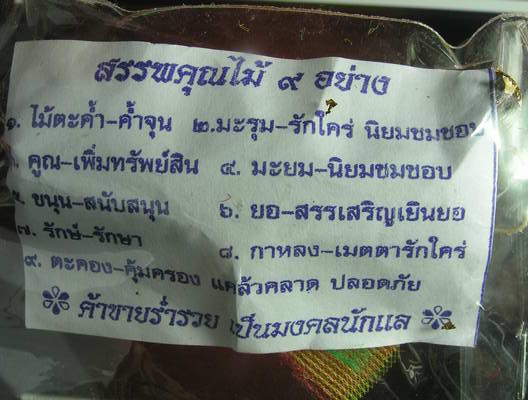 สรรพคุณไม้ ๙ อย่าง
๑. ไม้ตะค้ำ-ค้ำจุน ๒.มะรุม-รักใคร่ นิยมชมชอบ
คูณ-เพิ่มทรัพย์สิน ๔. มะยม-นิยมชมชอบ
๕. ขนุน-สนับสนุน ๖. ยอ-สรรเสริญเยินยอ
๗. รักษ์-รักษา ๘. กาหลง-เมตตารักใคร่
๙. ตะคอง-คุ้มครอง แคล้วคลาด ปลอดภัย
ค้าขายร่ำรวย เป็นมงคลนักแล